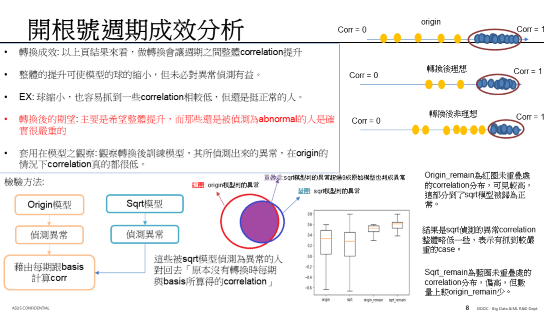 開根號週期成效分析
• 轉換成效: 以上頁結果來看，做轉換會讓週期之間整體correlation提升
• 整體的提升可使模型的球的縮小，但未必對異常偵測有益。
• EX: 球縮小，也容易抓到一些correlation相較低，但還是挺正常的人。
• 轉換後的期望: 主要是希望整體提升，而那些還是被偵測為abnormal的人是確
實很嚴重的
• 套用在模型之觀察: 觀察轉換後訓練模型，其所偵測出來的異常，在origin的
情況下correlation真的都很低。
origin
Corr = 0
Corr = 1
轉換後理想
Corr = 0
Corr = 1
轉換後非理想
Corr = 0
Corr = 1
檢驗方法:
Origin模型
Sqrt模型
偵測異常
偵測異常
藉由每期跟basis
計算corr
紅圈: origin模型判的異常
藍圈: sqrt模型判的異常
這些被sqrt模型偵測為異常的人
對回去「原本沒有轉換時每期
與basis所算得的correlation」
origin
sqrt
origin_remain
sqrt_remain
Origin_remain為紅圈未重疊處
的correlation分布，可見較高，
這部分到了sqrt模型被歸為正
常。
結果是sqrt偵測的異常correlation
整體略低一些，表示有抓到較嚴
重的case。
Sqrt_remain為藍圈未重疊處的
correlation分布，偏高，但數
量上較origin_remain少。
ASUS CONFIDENTIAL
8